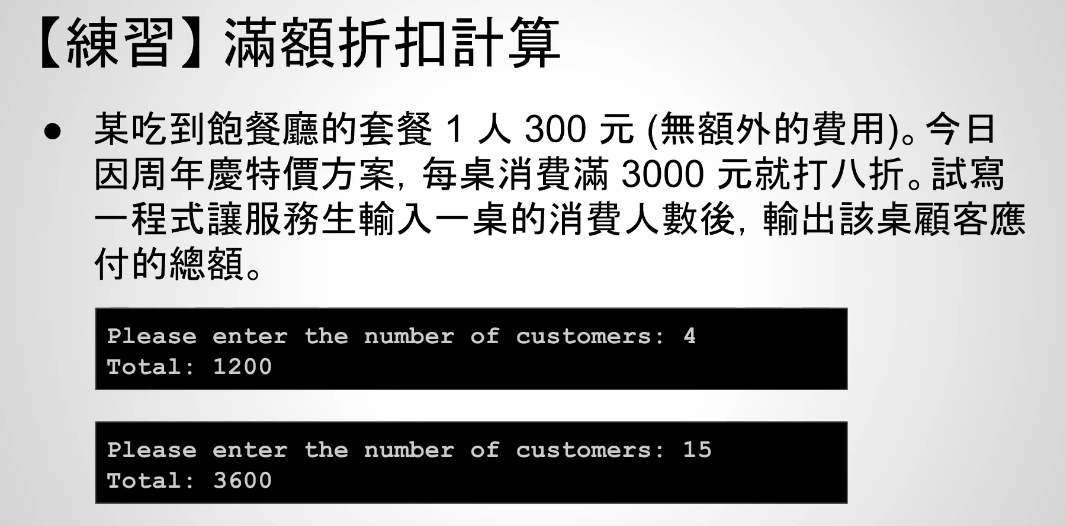 【練習】滿額折扣計算
● 某吃到飽餐廳的套餐 1 人 300 元 (無額外的費用)。今日
因周年慶特價方案, 每桌消費滿 3000 元就打八折。試寫
一程式讓服務生輸入一桌的消費人數後, 輸出該桌顧客應
付的總額。
Please enter the number of customers: 4
Total: 1200
Please enter the number of customers: 15
Total: 3600